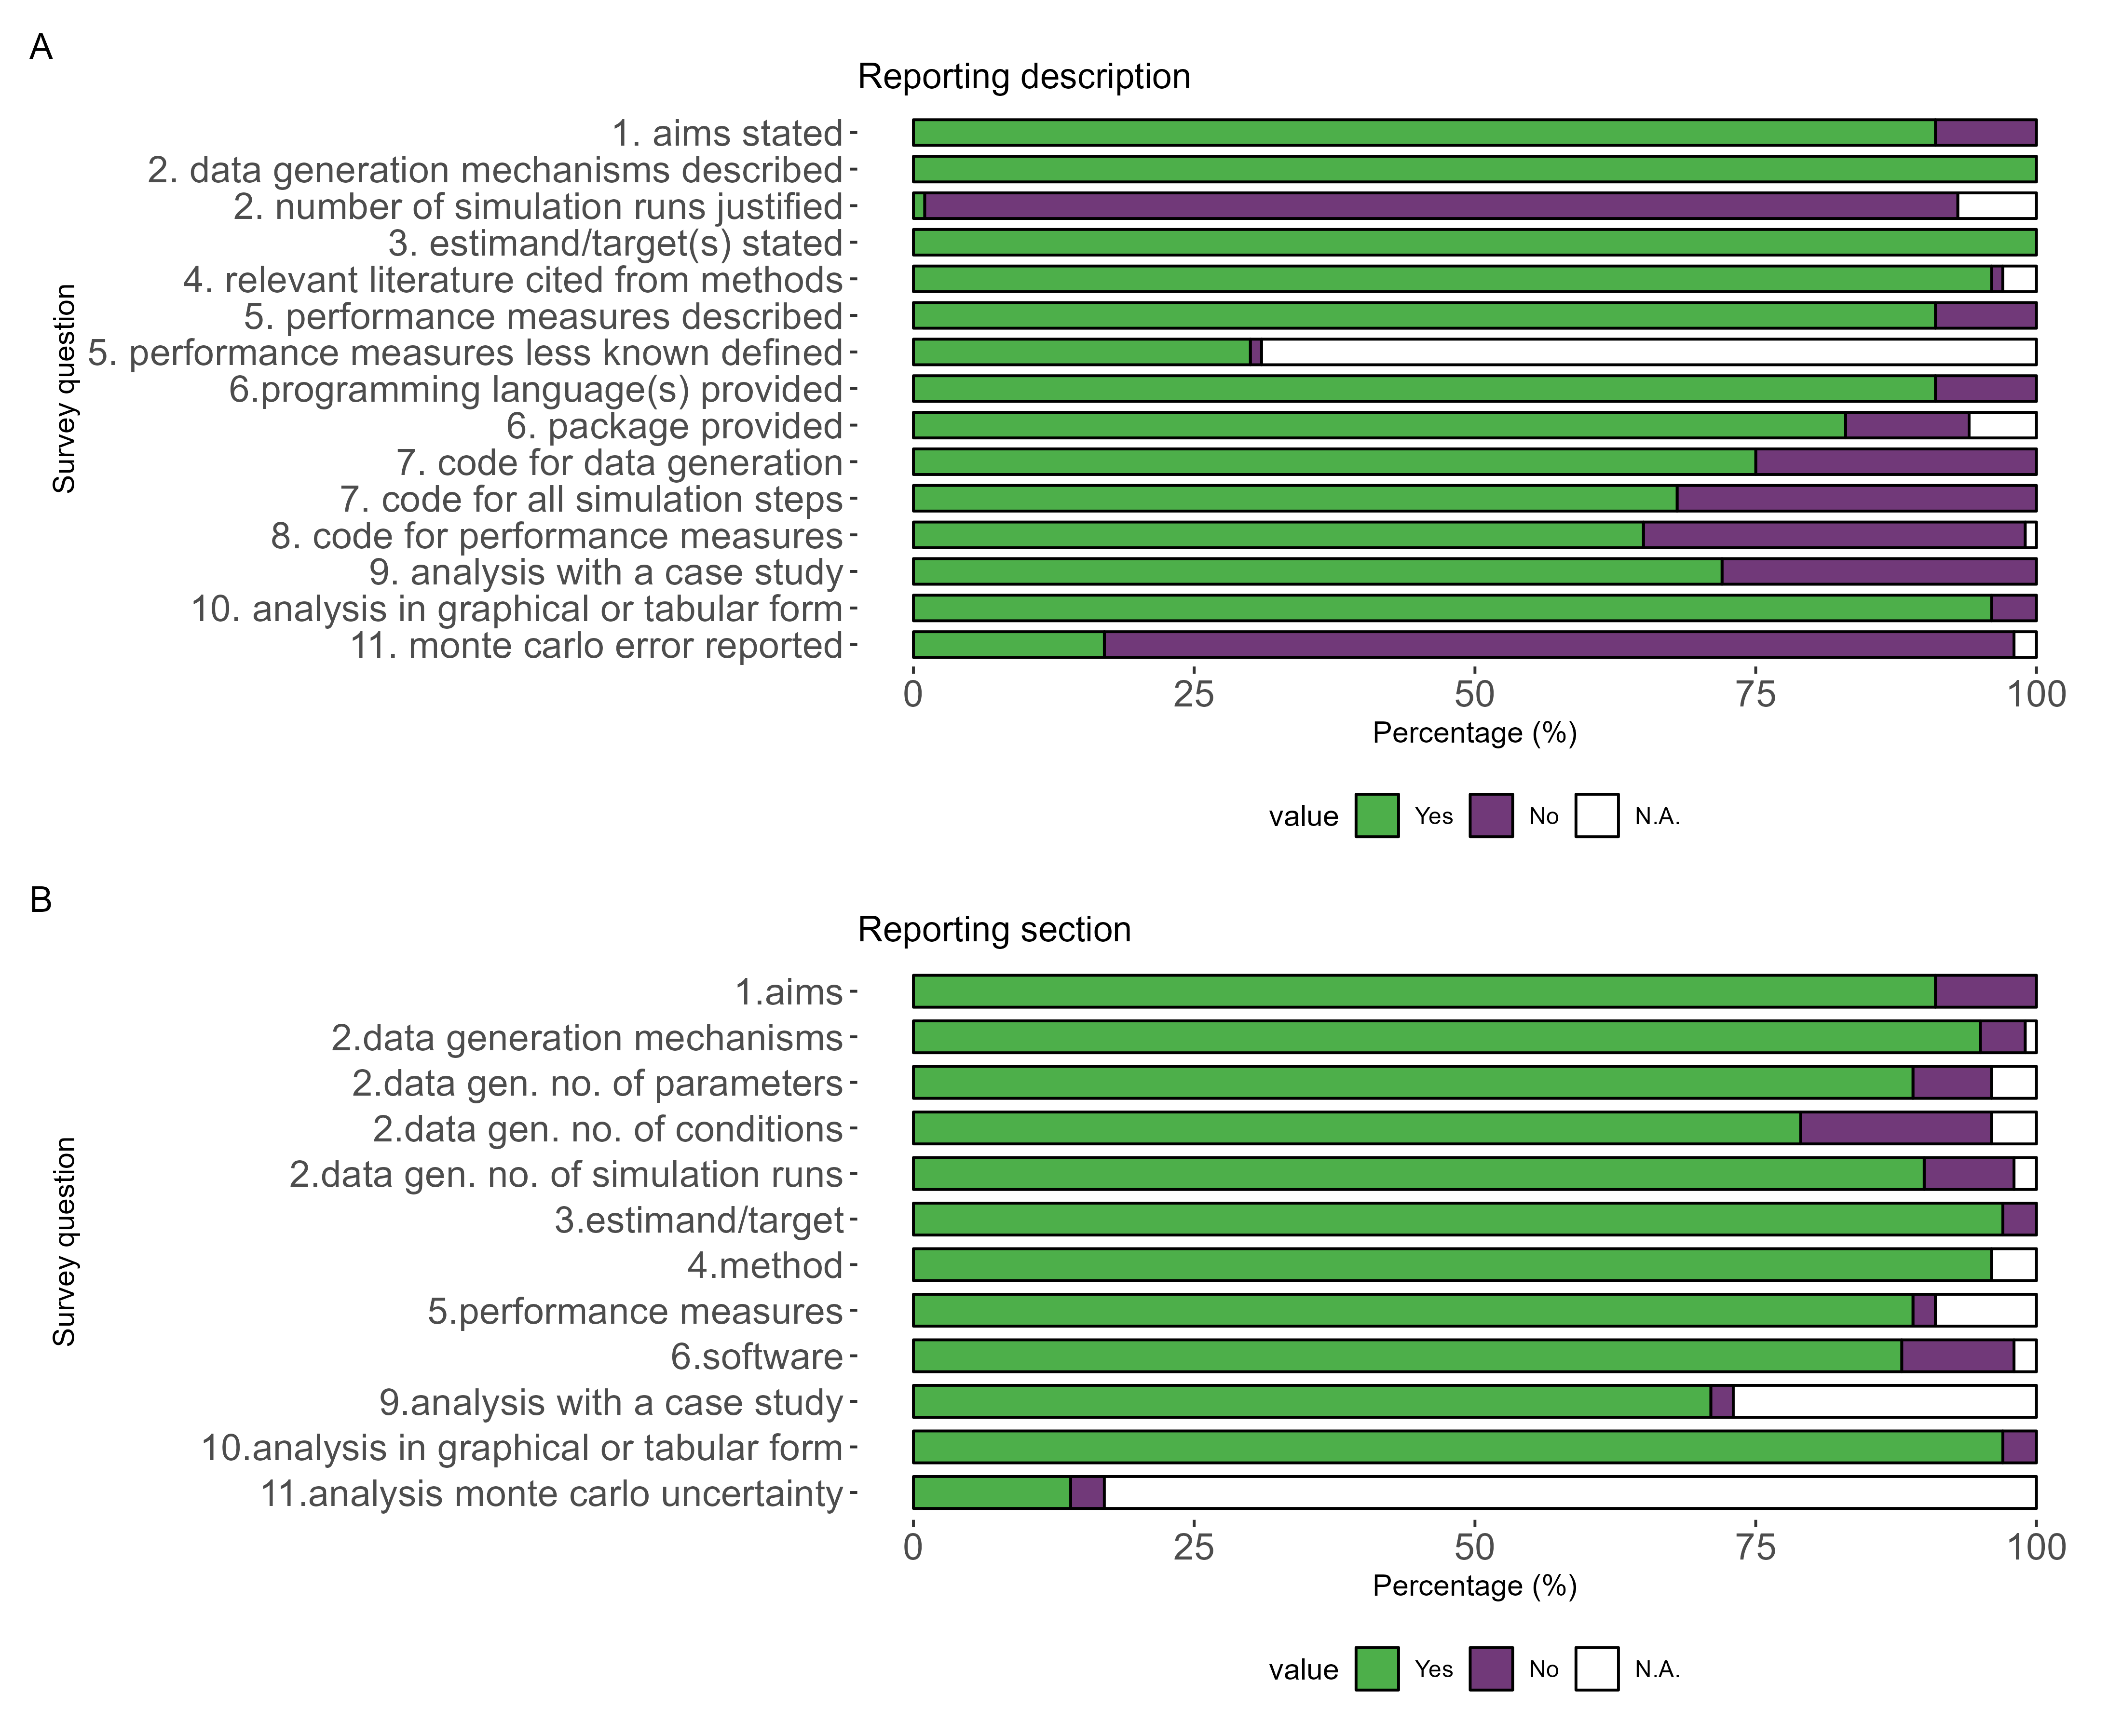 A
Reporting description
Survey question
1. aims stated
2. data generation mechanisms described
2. number of simulation runs justified
3. estimand/target(s) stated
4. relevant literature cited from methods
5. performance measures described
5. performance measures less known defined
6.programming language(s) provided
6. package provided
7. code for data generation
7. code for all simulation steps
8. code for performance measures
9. analysis with a case study
10. analysis in graphical or tabular form
11. monte carlo error reported
0 25 50 75 100
Percentage (%)
value Yes No N.A.
B
Reporting section
Survey question
1.aims
2.data generation mechanisms
2.data gen. no. of parameters
2.data gen. no. of conditions
2.data gen. no. of simulation runs
3.estimand/target
4.method
5.performance measures
6.software
9.analysis with a case study
10.analysis in graphical or tabular form
11.analysis monte carlo uncertainty
0 25 50 75 100
Percentage (%)
value Yes No N.A.